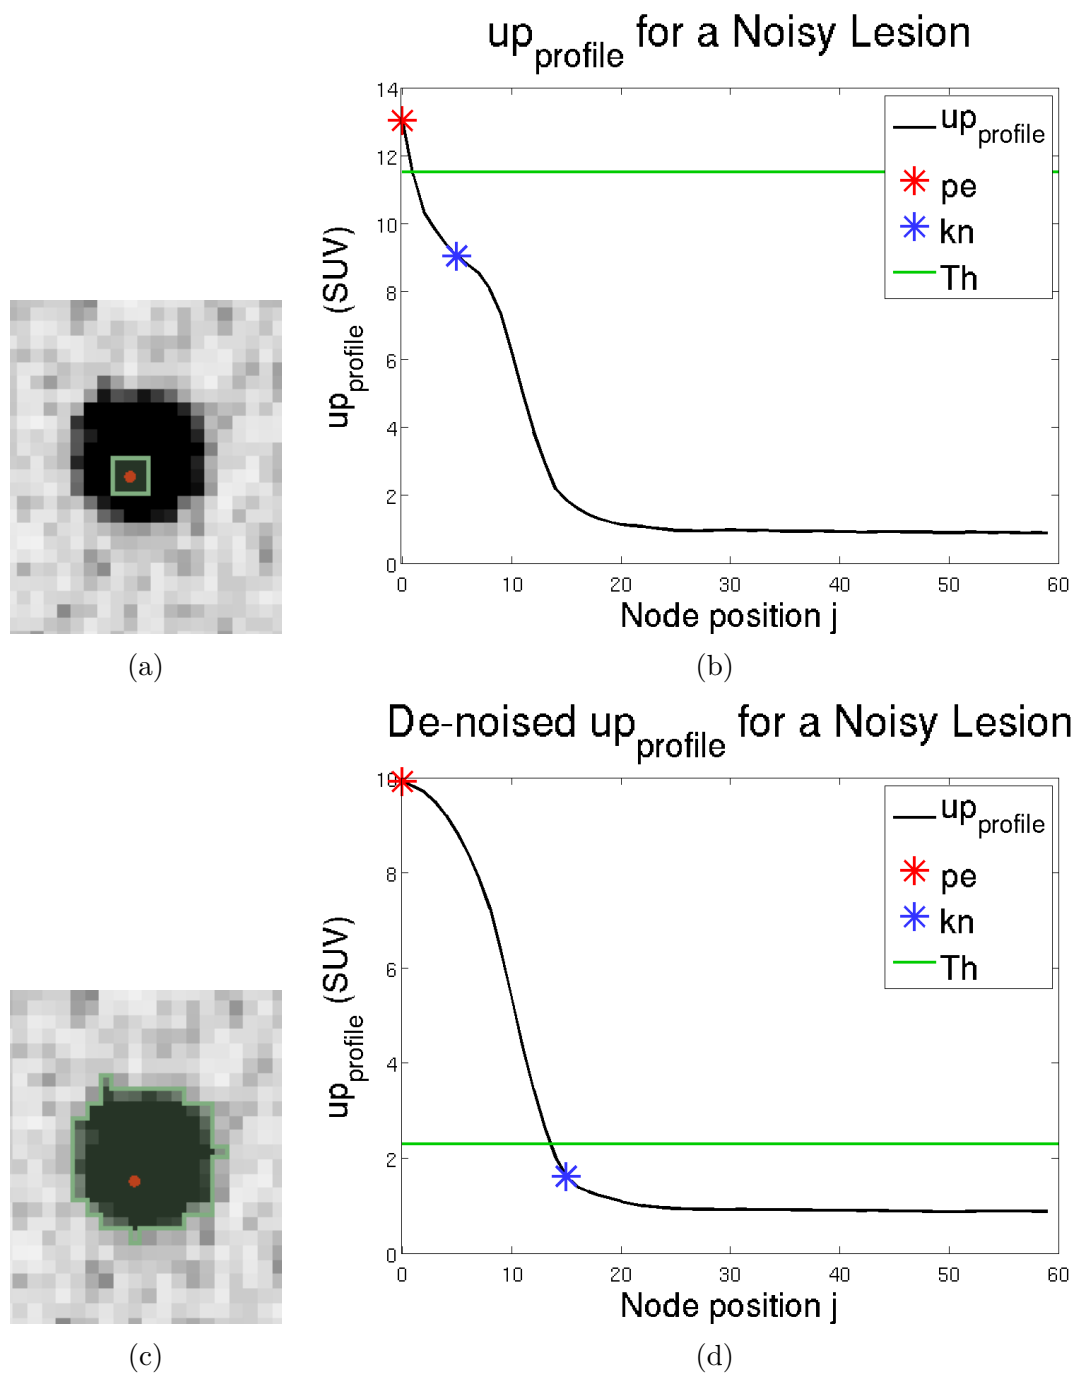 up_profile for a Noisy Lesion
14
12
10
8
6
4
2
0
up_profile (SUV)
up_profile
pe
kn
Th
0 10 20 30 40 50 60
Node position j
(a)
(b)
De-noised up_profile for a Noisy Lesion
10
8
6
4
2
0
up_profile (SUV)
up_profile
pe
kn
Th
0 10 20 30 40 50 60
Node position j
(c)
(d)